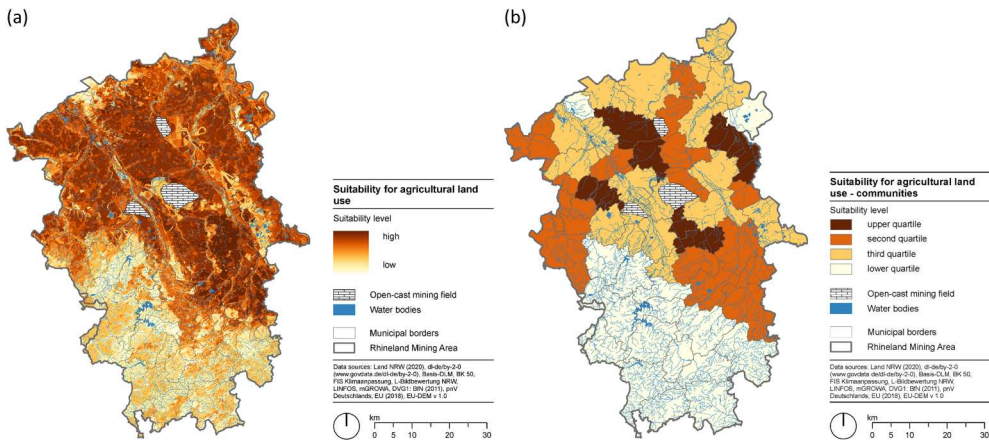 (a)
Suitability for agricultural land
use
Suitability level
high
low
Open-cast mining field
Water bodies
Municipal borders
Rhineland Mining Area
Data sources: Land NRW (2020), dl-de/by-2-0
(www.govdata.de/dl-de/by-2-0), Basis-DLM, BK 50,
FIS Klimaanpassung, L-Bildbewertung NRW,
LINFOS, mGROWA, DVG1: BfN (2011), pnV
Deutschlands; EU (2018), EU-DEM v 1.0
km
0 5 10 20 30
(b)
Suitability for agricultural land
use - communities
Suitability level
upper quartile
second quartile
third quartile
lower quartile
Open-cast mining field
Water bodies
Municipal borders
Rhineland Mining Area
Data sources: Land NRW (2020), dl-de/by-2-0
(www.govdata.de/dl-de/by-2-0), Basis-DLM, BK 50,
FIS Klimaanpassung, L-Bildbewertung NRW,
LINFOS, mGROWA, DVG1: BfN (2011), pnV
Deutschlands; EU (2018), EU-DEM v 1.0
km
0 5 10 20 30